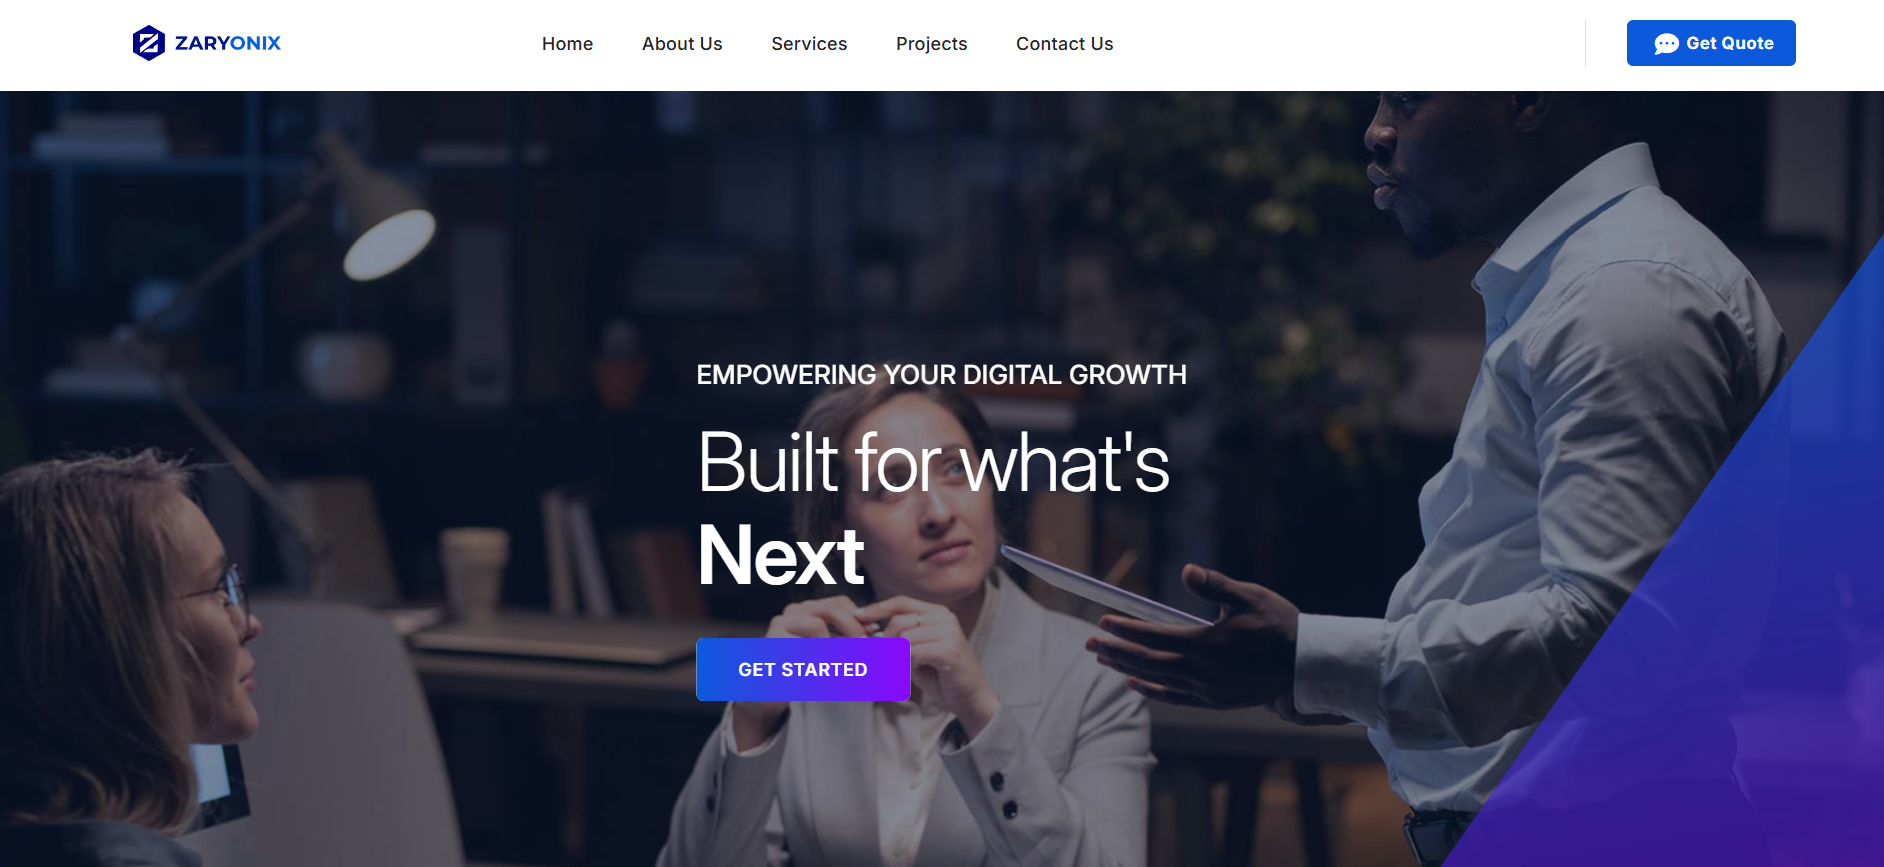 ZARYONIX
Home About Us Services Projects Contact Us
Get Quote
EMPOWERING YOUR DIGITAL GROWTH
Built for what's
Next
GET STARTED